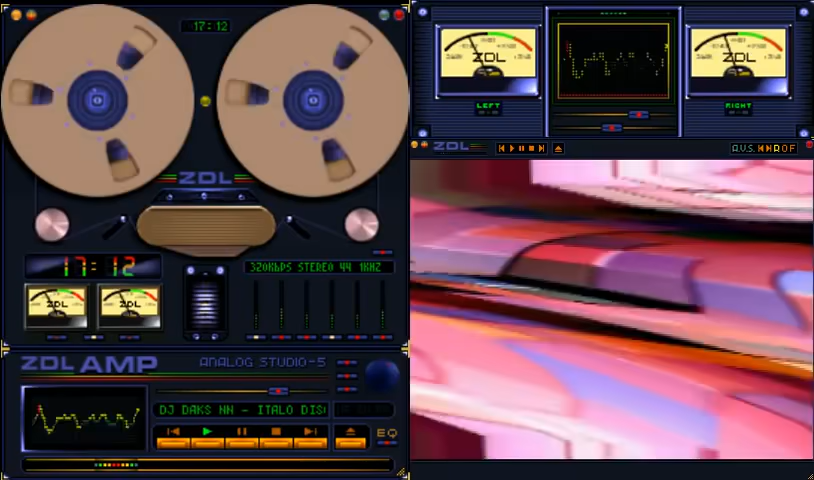 17:12
ZDL
17:12
320KBPS STEREO 44 1KHZ
ZDL
ZDL
ZDL AMP
ANALOG STUDIO-5
DJ DAKS NN - ITALO DIS
EQ
ZDL
ZDL
LEFT
RIGHT
ZDL
A.V.S.
R O F